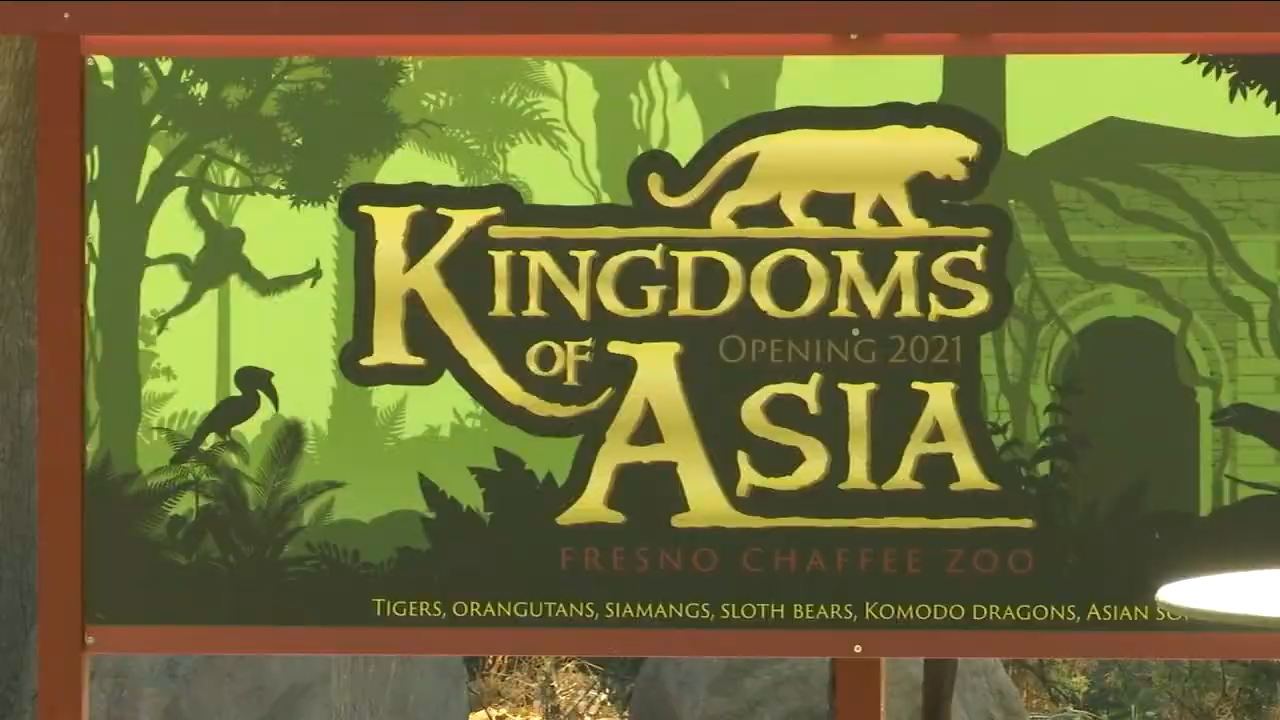 KINGDOMS
OF ASIA
OPENING 2021
FRESNO CHAFFEE ZOO
TIGERS, ORANGUTANS, SIAMANGS, SLOTH BEARS, KOMODO DRAGONS, ASIAN